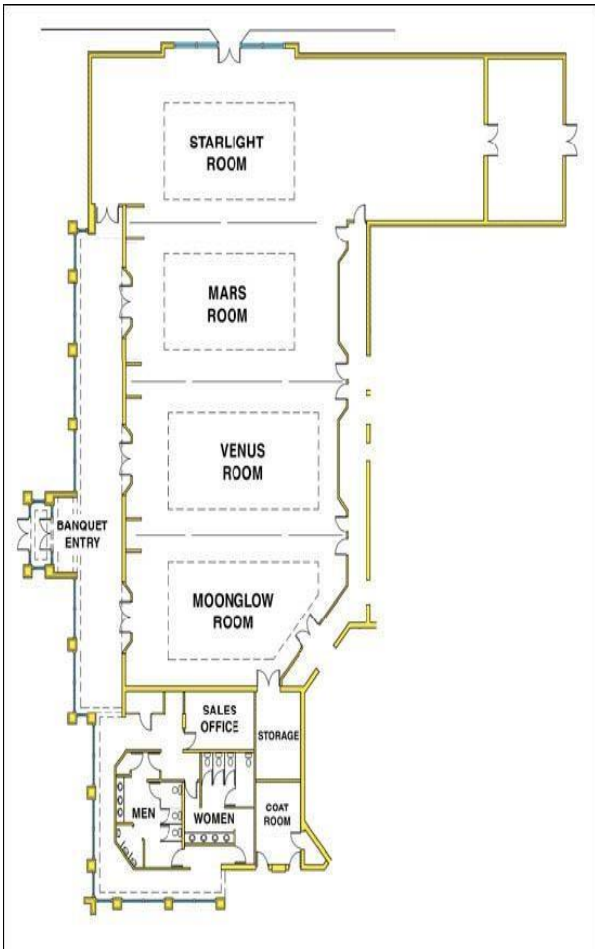 STARLIGHT
ROOM
MARS
ROOM
VENUS
ROOM
BANQUET
ENTRY
MOONGLOW
ROOM
SALES
OFFICE
STORAGE
MEN
WOMEN
COAT
ROOM